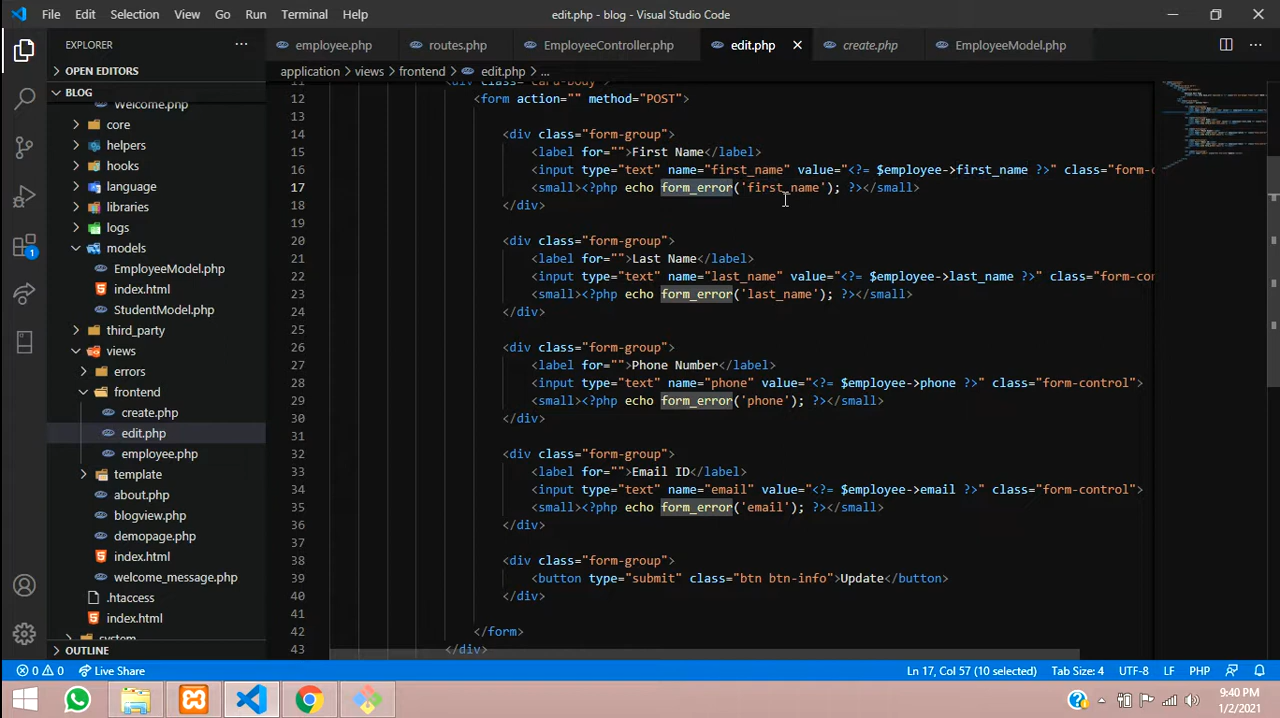 File Edit Selection View Go Run Terminal Help
edit.php - blog - Visual Studio Code
EXPLORER
employee.php routes.php EmployeeController.php edit.php create.php EmployeeModel.php
OPEN EDITORS
application > views > frontend > edit.php > ...
BLOG
Welcome.php
core
helpers
hooks
language
libraries
logs
models
EmployeeModel.php
index.html
StudentModel.php
third_party
views
errors
frontend
create.php
edit.php
employee.php
template
about.php
blogview.php
demopage.php
index.html
welcome_message.php
.htaccess
index.html
system
OUTLINE
1
11 <div class="card-body">
12 <form action="" method="POST">
13
14 <div class="form-group">
15 <label for="">First Name</label>
16 <input type="text" name="first_name" value="<?= $employee->first_name ?>" class="form-c
17 <small><?php echo form_error('first_name'); ?></small>
18 </div>
19
20 <div class="form-group">
21 <label for="">Last Name</label>
22 <input type="text" name="last_name" value="<?= $employee->last_name ?>" class="form-con
23 <small><?php echo form_error('last_name'); ?></small>
24 </div>
25
26 <div class="form-group">
27 <label for="">Phone Number</label>
28 <input type="text" name="phone" value="<?= $employee->phone ?>" class="form-control">
29 <small><?php echo form_error('phone'); ?></small>
30 </div>
31
32 <div class="form-group">
33 <label for="">Email ID</label>
34 <input type="text" name="email" value="<?= $employee->email ?>" class="form-control">
35 <small><?php echo form_error('email'); ?></small>
36 </div>
37
38 <div class="form-group">
39 <button type="submit" class="btn btn-info">Update</button>
40 </div>
41
42 </form>
43 </div>
0 0 Live Share
Ln 17, Col 57 (10 selected) Tab Size: 4 UTF-8 LF PHP
9:40 PM
1/2/2021